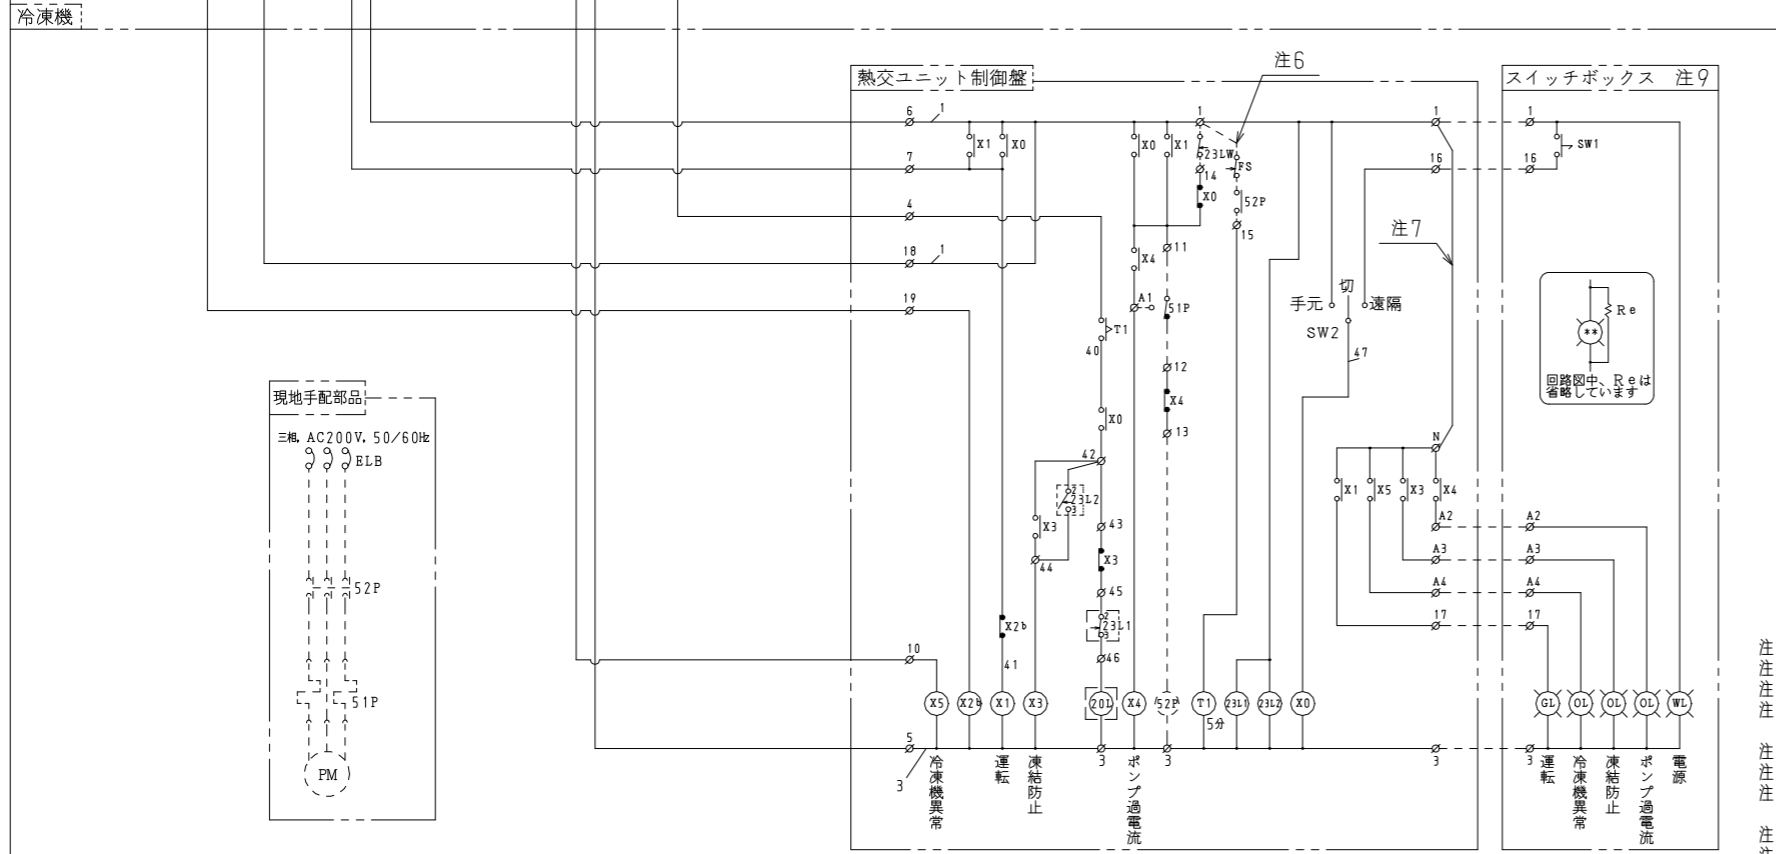 冷凍機
熱交ユニット制御盤
注6
スイッチボックス 注9
6
1
1
1
1
X1
X0
X0
X1
23LW
FS
SW1
7
14
16
16
X0
52P
4
15
注7
18
1
11
X4
19
A1
51P
手元
切
遠隔
SW2
47
T1
40
Re
**
回路図中、Reは
省略しています
12
X4
13
X0
現地手配部品
三相, AC200V, 50/60Hz
ELB
42
N
2
23L2
3
X1
X5
X3
X4
X3
43
A2
A2
44
X3
A3
A3
45
A4
A4
52P
2
23L1
3
17
17
X2b
41
46
10
51P
X5
X2b
X1
X3
20L
X4
52P
T1
5分
23L1
23L2
X0
GL
OL
OL
OL
WL
PM
5
3
3
3
3
3
冷凍機異常
運転
凍結防止
ポンプ過電流
運転
冷凍機異常
凍結防止
ポンプ過電流
電源
注
注
注
注
注
注
注
注